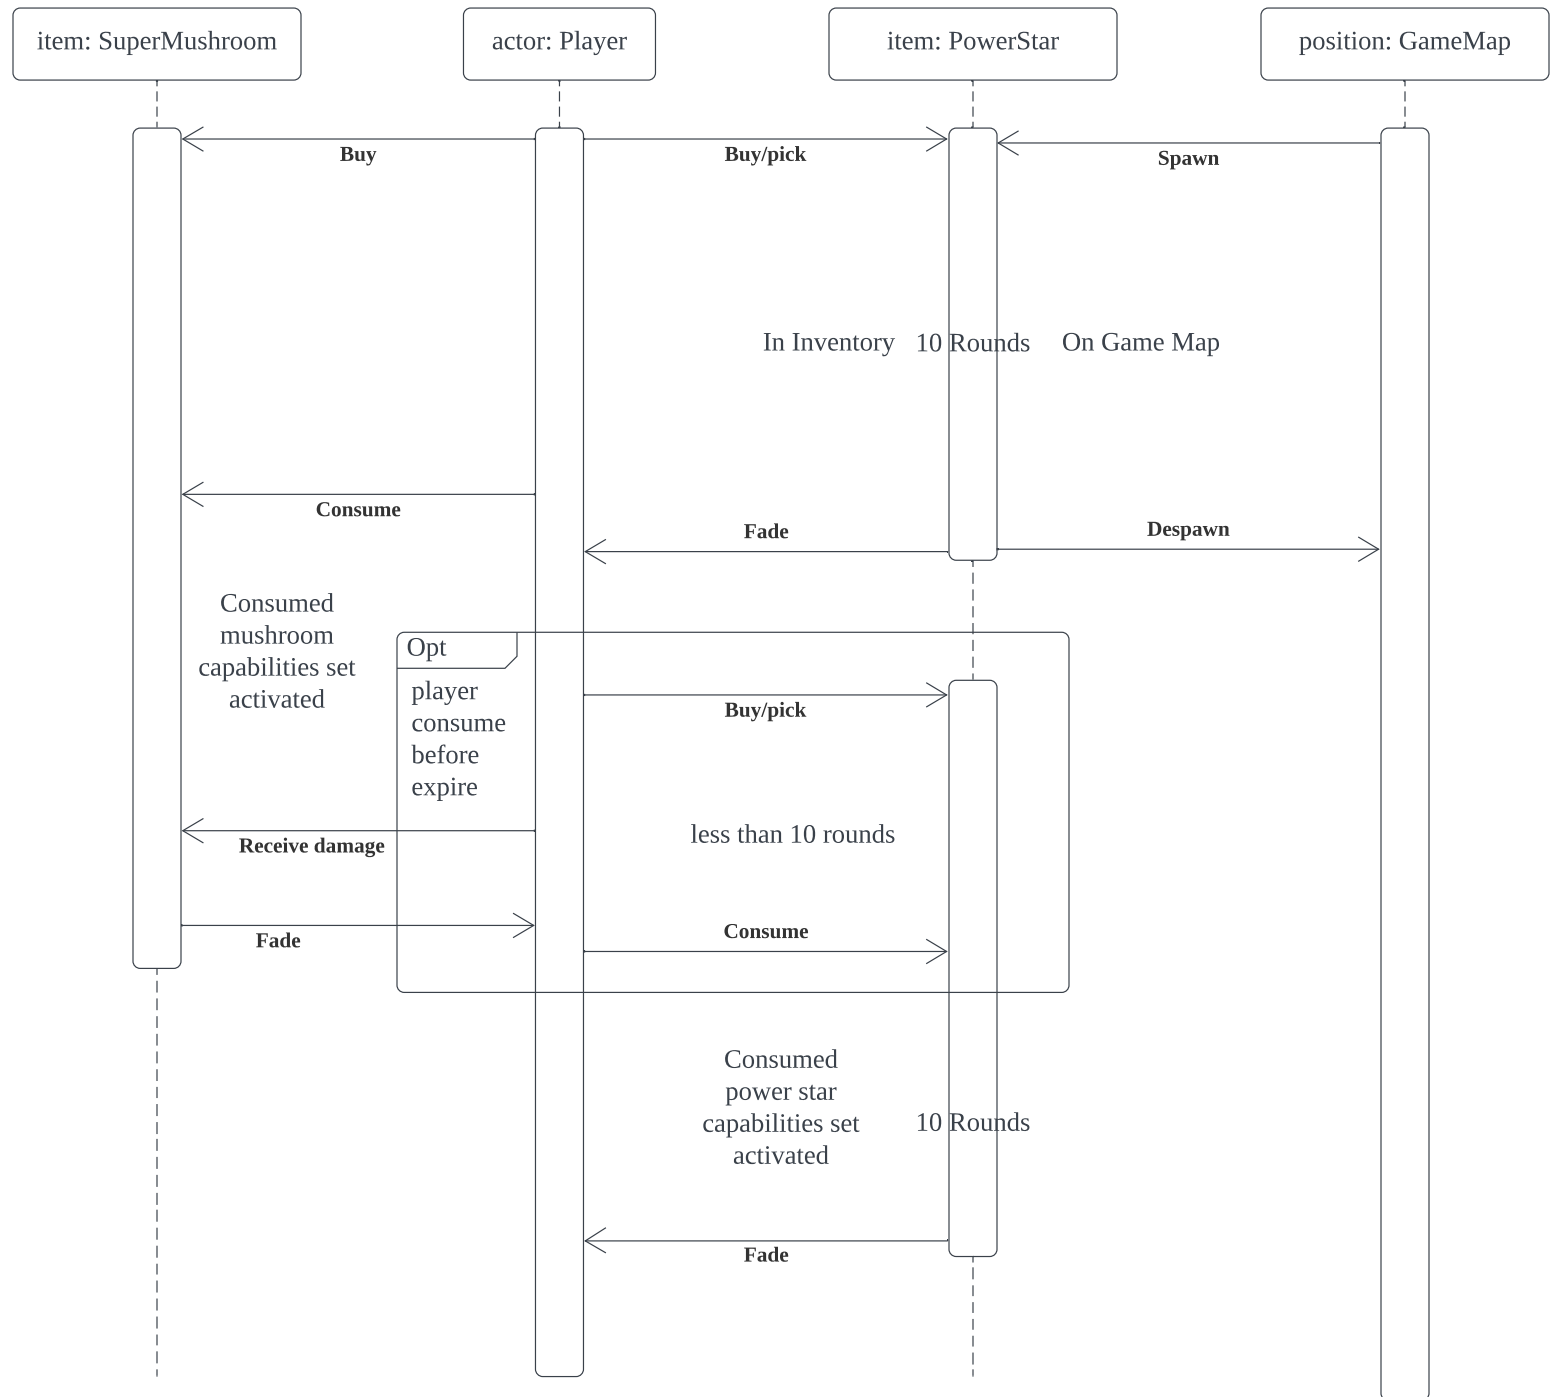 item: SuperMushroom
actor: Player
item: PowerStar
position: GameMap
Buy
Buy/pick
Spawn
In Inventory
10 Rounds
On Game Map
Consume
Fade
Despawn
Consumed
mushroom
capabilities set
activated
Opt
player
consume
before
expire
Buy/pick
less than 10 rounds
Receive damage
Fade
Consume
Consumed
power star
capabilities set
activated
10 Rounds
Fade